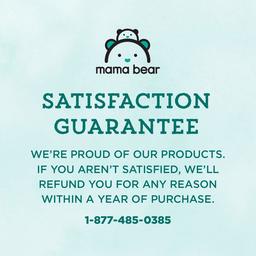 mama bear
SATISFACTION
GUARANTEE
WE'RE PROUD OF OUR PRODUCTS.
IF YOU AREN'T SATISFIED, WE'LL
REFUND YOU FOR ANY REASON
WITHIN A YEAR OF PURCHASE.
1-877-485-0385